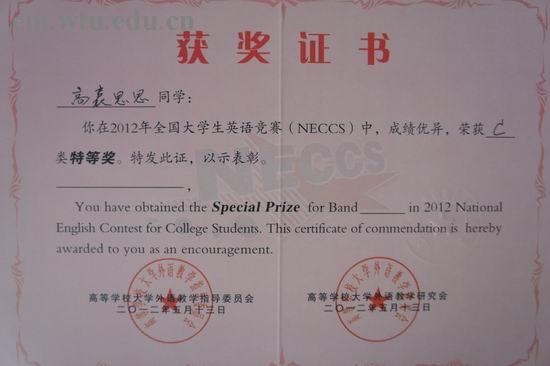 em.wtu.edu.cn
获奖证书
高袁思思 同学：
你在2012年全国大学生英语竞赛（NECCS）中，成绩优异，荣获 C
类特等奖。特发此证，以示表彰。
NECCS
You have obtained the Special Prize for Band______ in 2012 National
English Contest for College Students. This certificate of commendation is hereby
awarded to you as an encouragement.
高等学校大学外语教学指导委员会 高等学校大学外语教学研究会
二〇一二年五月十三日 二〇一二年五月十三日